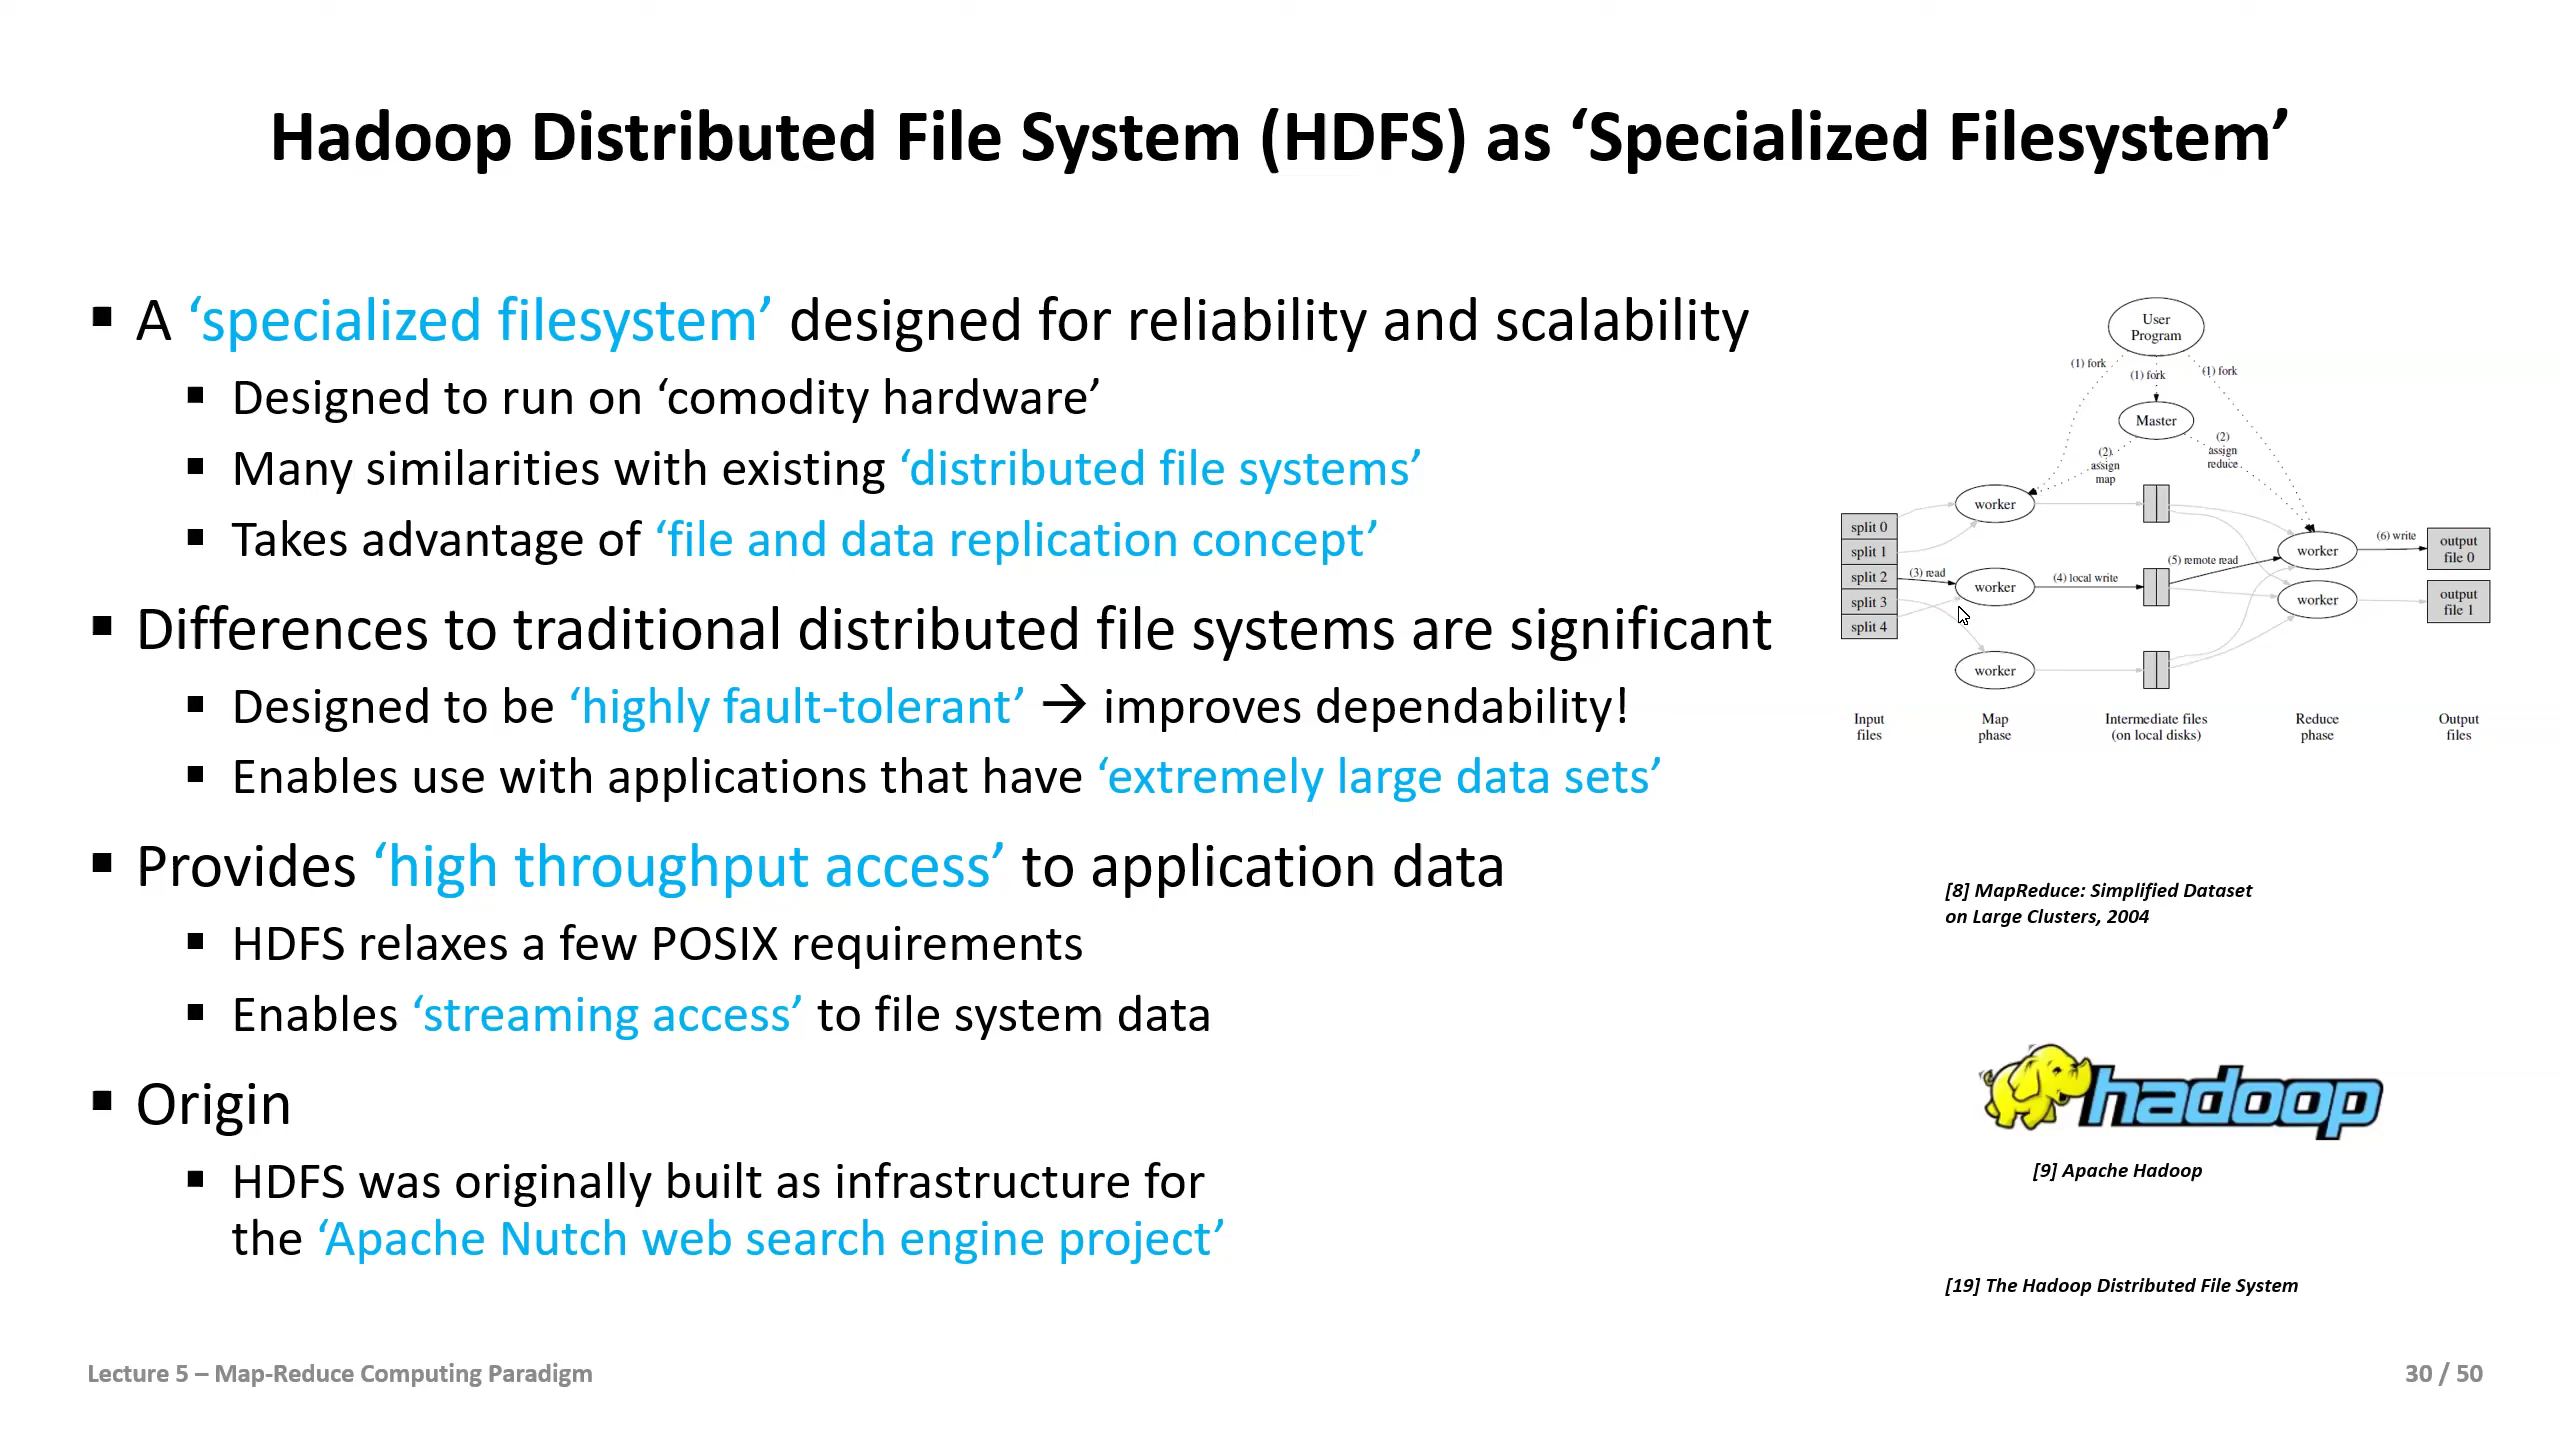 Hadoop Distributed File System (HDFS) as ‘Specialized Filesystem’
A ‘specialized filesystem’ designed for reliability and scalability
Designed to run on ‘comodity hardware’
Many similarities with existing ‘distributed file systems’
Takes advantage of ‘file and data replication concept’
Differences to traditional distributed file systems are significant
Designed to be ‘highly fault-tolerant’ → improves dependability!
Enables use with applications that have ‘extremely large data sets’
Provides ‘high throughput access’ to application data
HDFS relaxes a few POSIX requirements
Enables ‘streaming access’ to file system data
Origin
HDFS was originally built as infrastructure for
the ‘Apache Nutch web search engine project’
User
Program
(1) fork
(1) fork
(1) fork
Master
(2)
assign
map
(2)
assign
reduce
worker
split 0
split 1
split 2
split 3
split 4
(3) read
worker
(4) local write
(5) remote read
worker
(6) write
output
file 0
worker
output
file 1
worker
Input
files
Map
phase
Intermediate files
(on local disks)
Reduce
phase
Output
files
[8] MapReduce: Simplified Dataset
on Large Clusters, 2004
hadoop
[9] Apache Hadoop
[19] The Hadoop Distributed File System
Lecture 5 – Map-Reduce Computing Paradigm
30 / 50